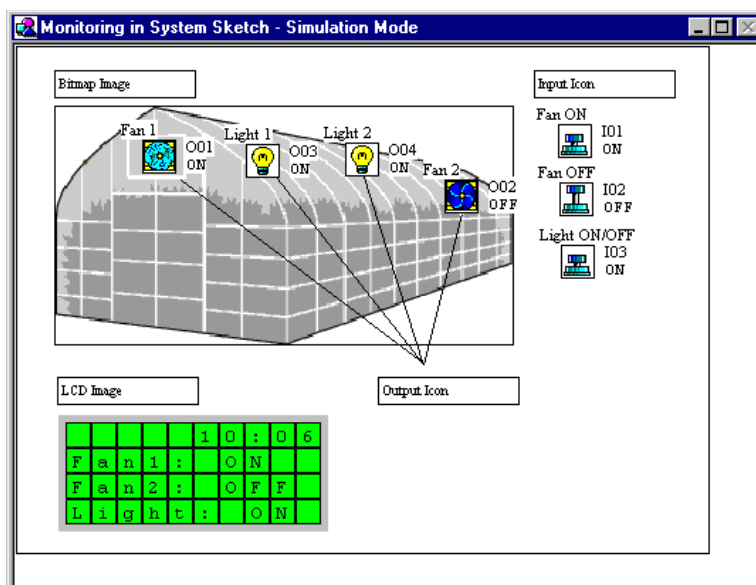 Monitoring in System Sketch - Simulation Mode
Bitmap Image
Input Icon
Fan 1
O01
ON
Light 1
O03
ON
Light 2
O04
ON
Fan 2
O02
OFF
Fan ON
I01
ON
Fan OFF
I02
OFF
Light ON/OFF
I03
ON
LCD Image
Output Icon
10:06
Fan1: ON
Fan2: OFF
Light: ON